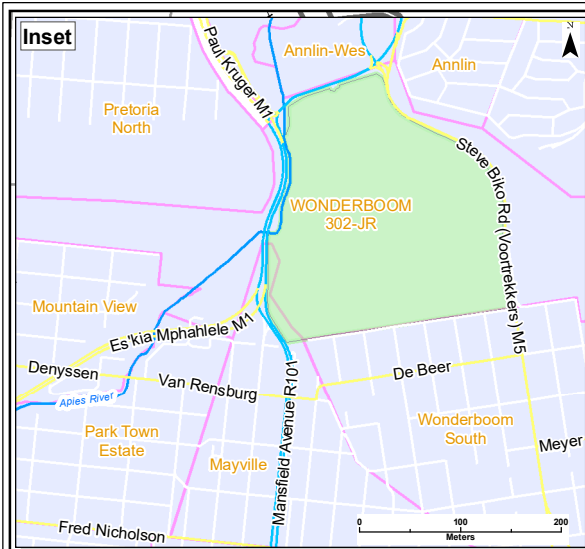 Inset
Annlin-Wes
Annlin
Paul Kruger M1
Pretoria
North
Steve Biko Rd (Voortrekkers) M5
WONDERBOOM
302-JR
Mountain View
Es'kia Mphahlele M1
Denyssen
Van Rensburg
De Beer
Apies River
Mansfield Avenue R101
Park Town
Estate
Wonderboom
South
Meyer
Mayville
Fred Nicholson
0 100 200
Meters